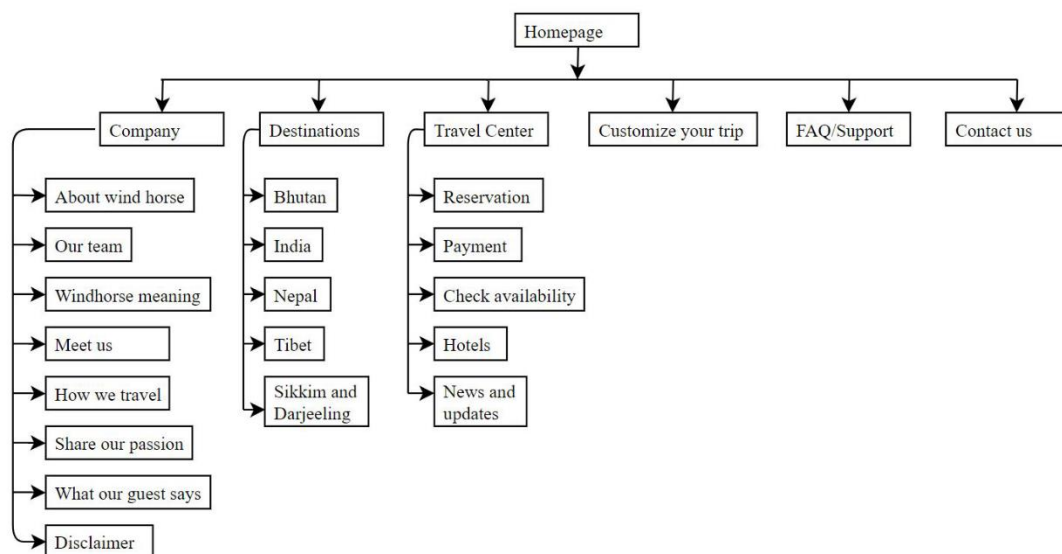 Homepage
Company
Destinations
Travel Center
Customize your trip
FAQ/Support
Contact us
About wind horse
Our team
Windhorse meaning
Meet us
How we travel
Share our passion
What our guest says
Disclaimer
Bhutan
India
Nepal
Tibet
Sikkim and
Darjeeling
Reservation
Payment
Check availability
Hotels
News and
updates